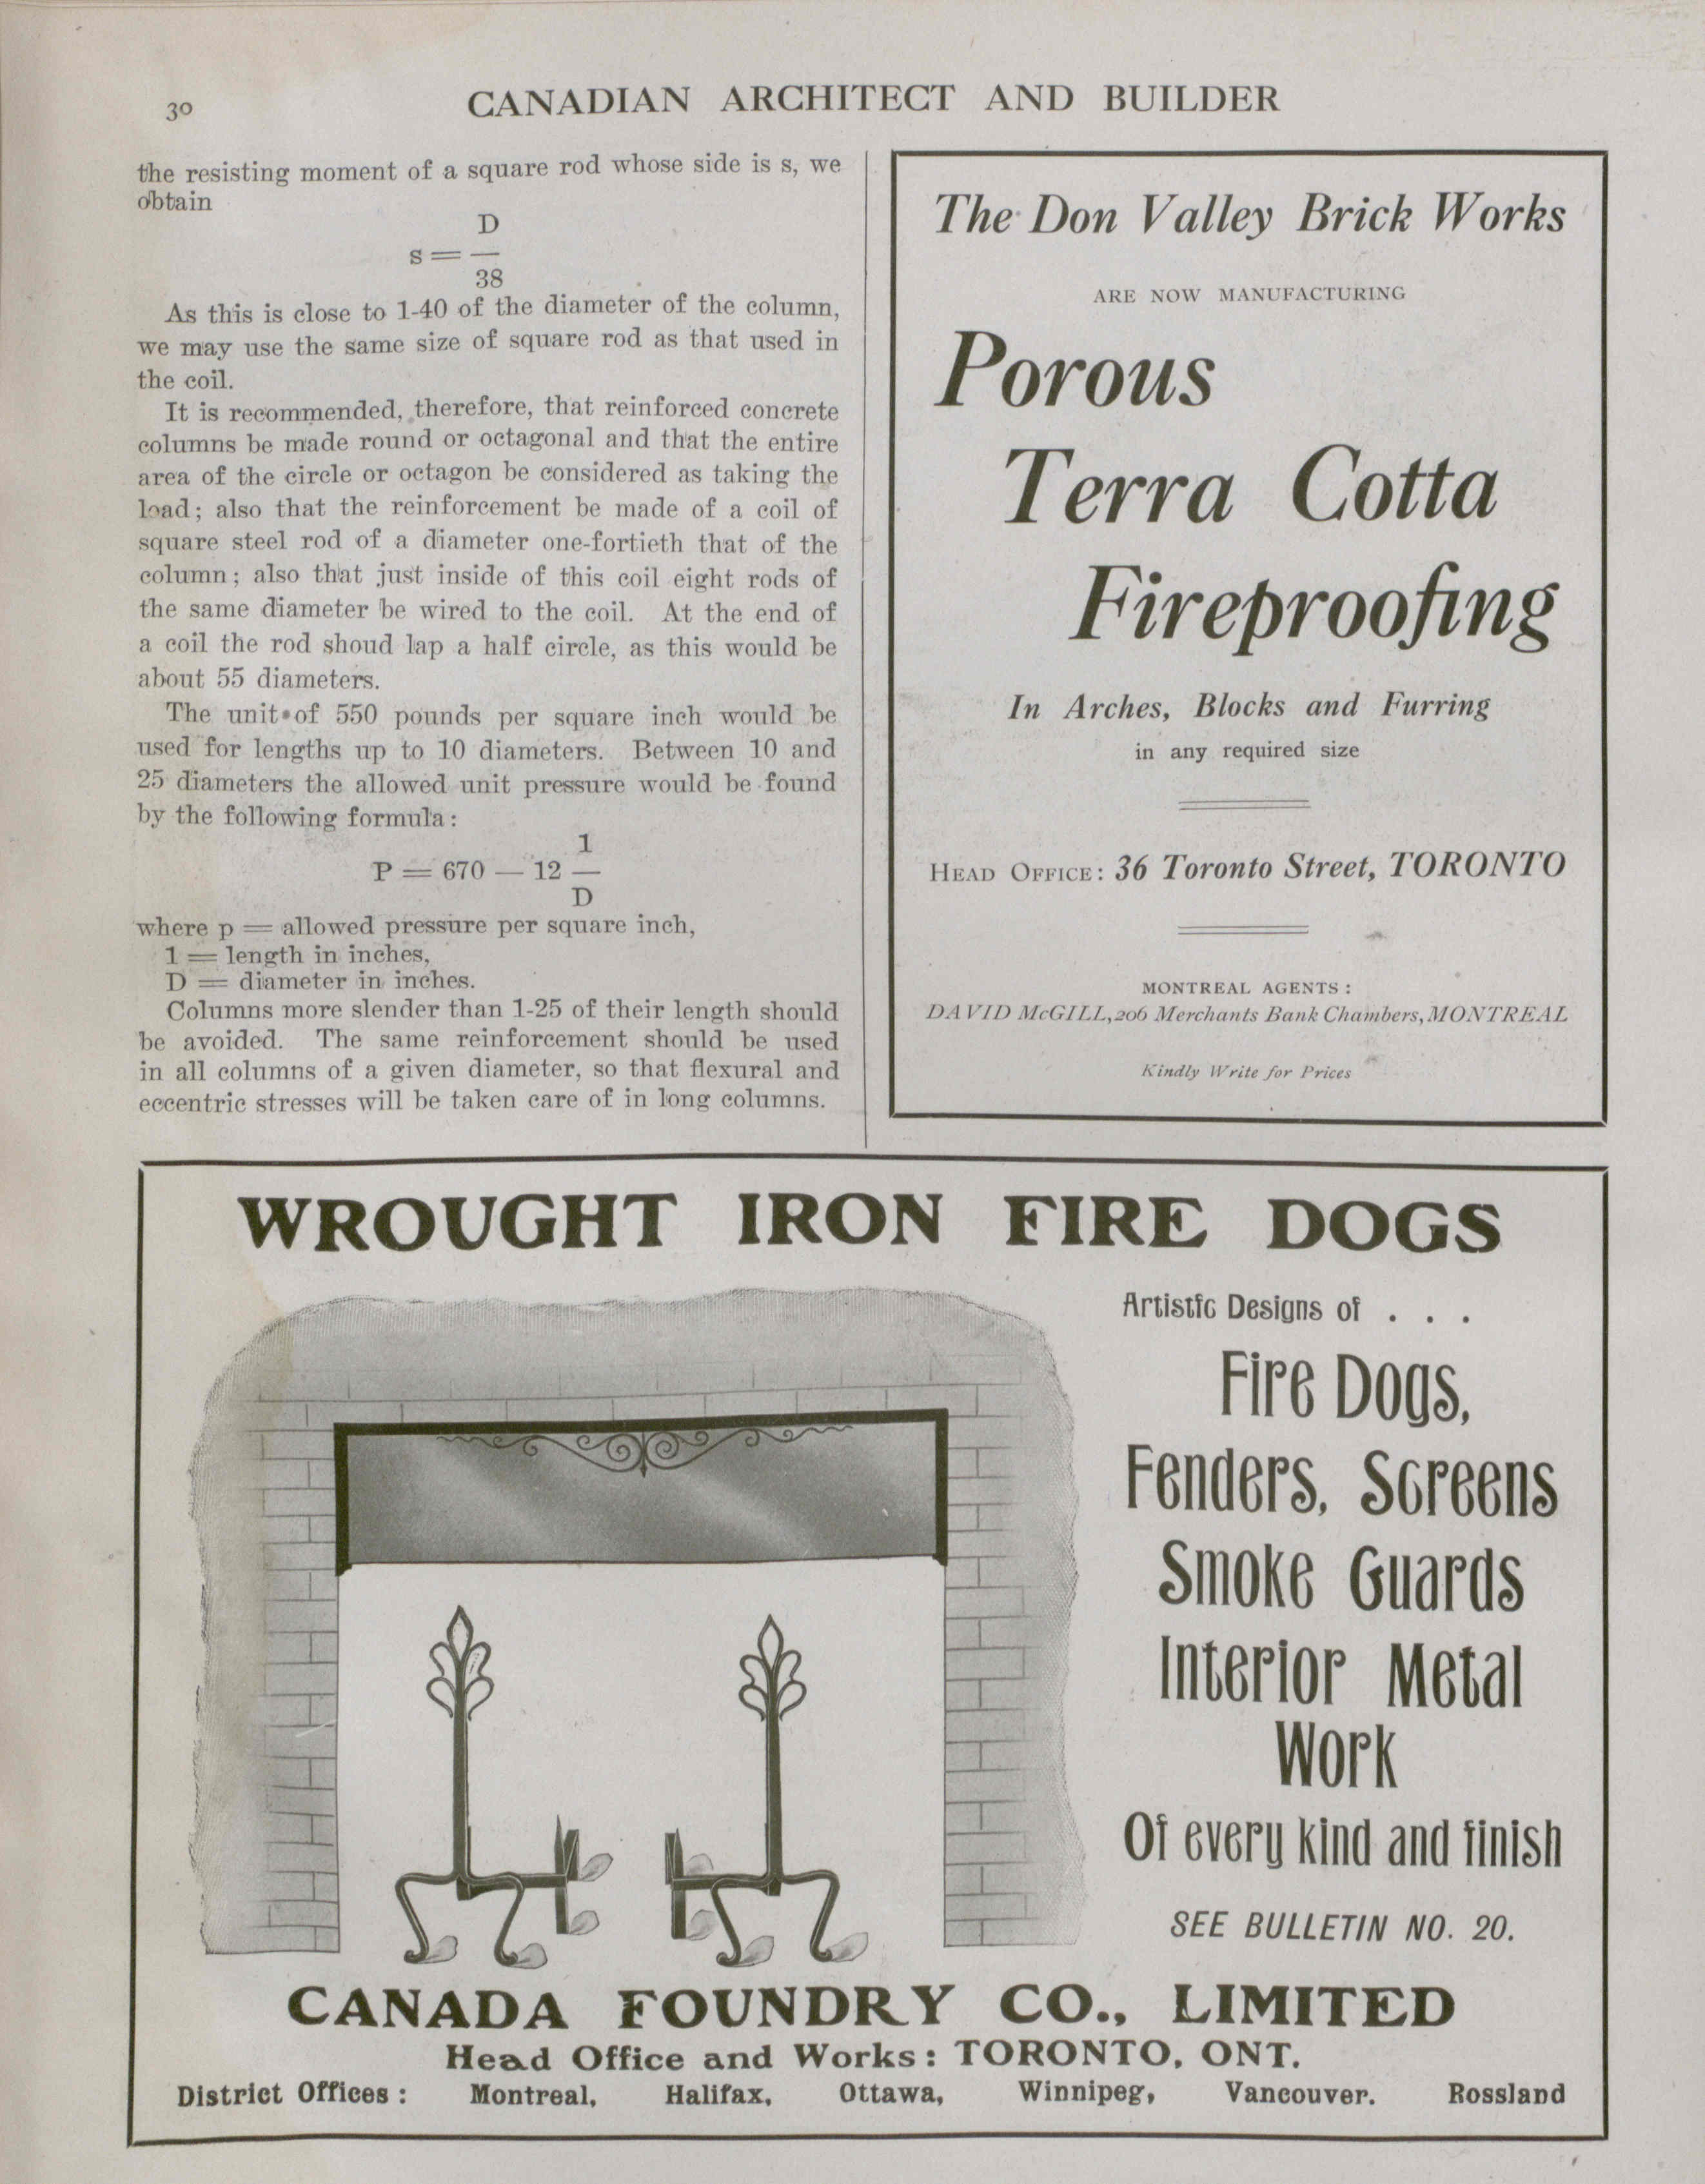 30
CANADIAN ARCHITECT AND BUILDER
the resisting moment of a square rod whose side is s, we
obtain
D
s = —
38
As this is close to 1-40 of the diameter of the column,
we may use the same size of square rod as that used in
the coil.
It is recommended, therefore, that reinforced concrete
columns be made round or octagonal and that the entire
area of the circle or octagon be considered as taking the
load; also that the reinforcement be made of a coil of
square steel rod of a diameter one-fortieth that of the
column; also that just inside of this coil eight rods of
the same diameter be wired to the coil. At the end of
a coil the rod shoud lap a half circle, as this would be
about 55 diameters.
The unit of 550 pounds per square inch would be
used for lengths up to 10 diameters. Between 10 and
25 diameters the allowed unit pressure would be found
by the following formula:
1
P = 670 — 12 —
D
where p = allowed pressure per square inch,
1 = length in inches,
D = diameter in inches.
Columns more slender than 1-25 of their length should
be avoided. The same reinforcement should be used
in all columns of a given diameter, so that flexural and
eccentric stresses will be taken care of in long columns.
The Don Valley Brick Works
ARE NOW MANUFACTURING
Porous
Terra Cotta
Fireproofing
In Arches, Blocks and Furring
in any required size
HEAD OFFICE: 36 Toronto Street, TORONTO
MONTREAL AGENTS:
DAVID McGILL, 206 Merchants Bank Chambers, MONTREAL
Kindly Write for Prices
WROUGHT IRON FIRE DOGS
Artistic Designs of . . .
Fire Dogs,
Fenders, Screens
Smoke Guards
Interior Metal
Work
Of every kind and finish
SEE BULLETIN NO. 20.
CANADA FOUNDRY CO., LIMITED
Head Office and Works: TORONTO, ONT.
District Offices: Montreal, Halifax, Ottawa, Winnipeg, Vancouver. Rossland